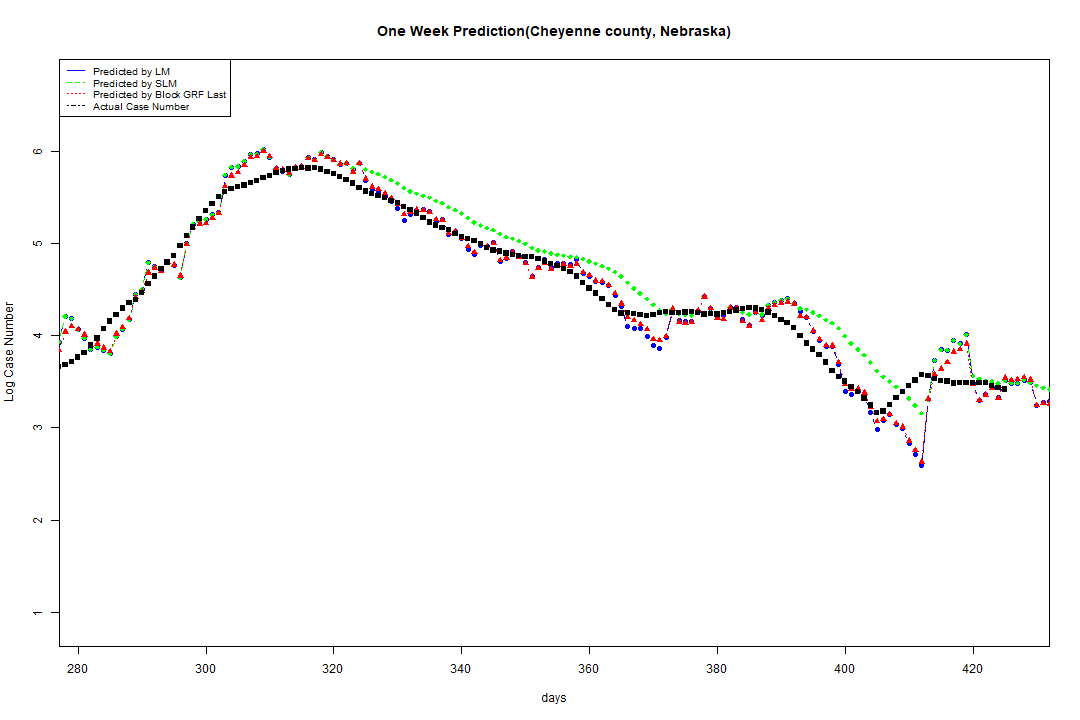 One Week Prediction(Cheyenne county, Nebraska)
Predicted by LM
Predicted by SLM
Predicted by Block GRF Last
Actual Case Number
6
5
4
3
2
1
Log Case Number
280 300 320 340 360 380 400 420
days